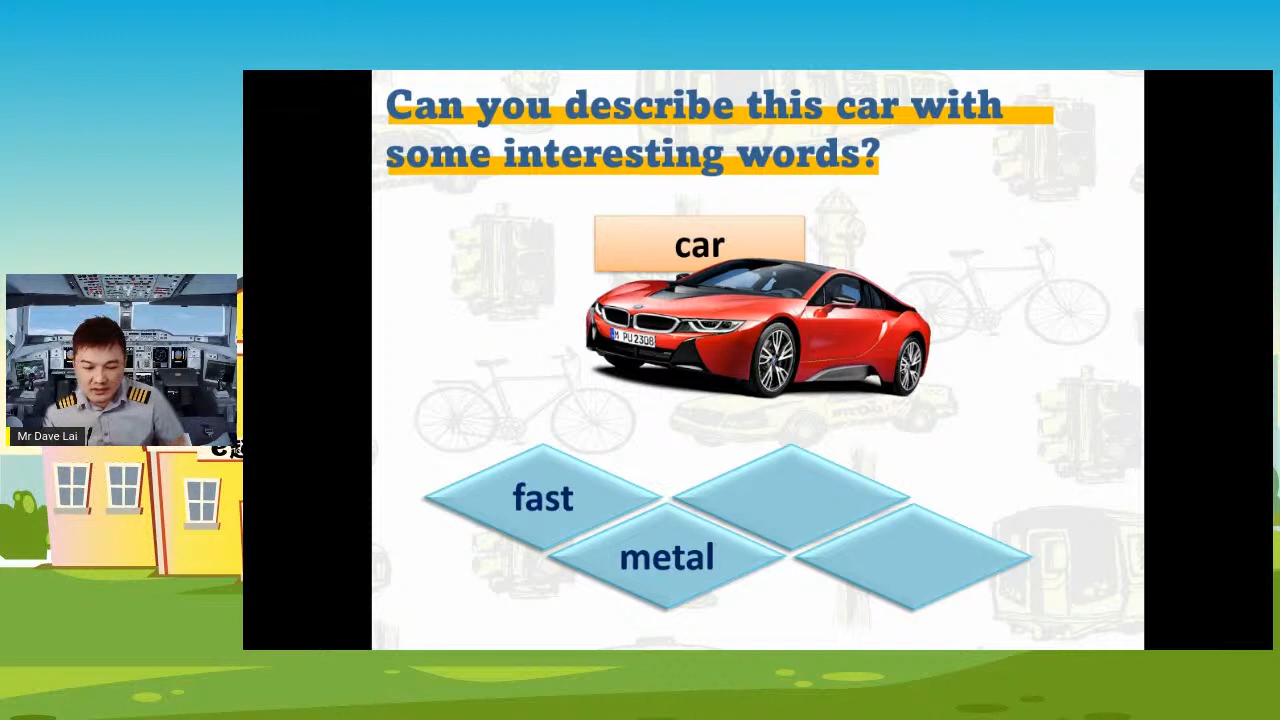 Can you describe this car with
some interesting words?
car
M PU 2308
fast
metal
Mr Dave Lai